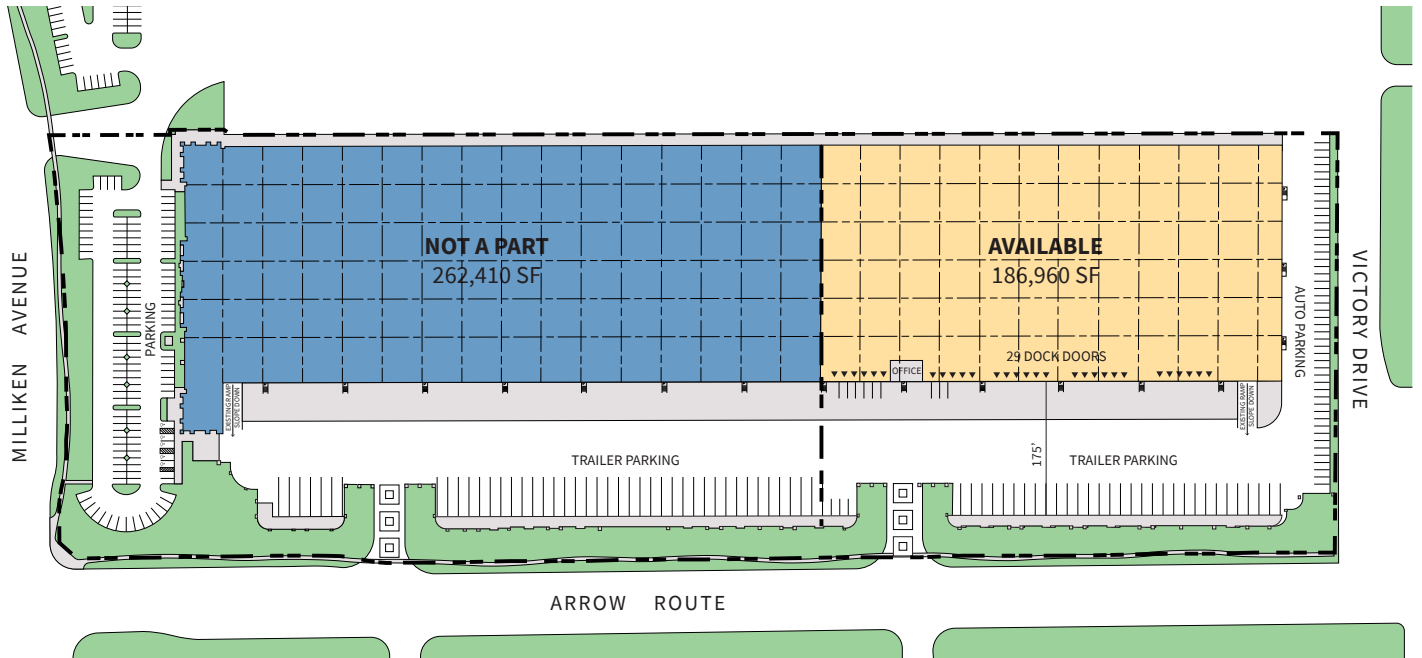 NOT A PART
262,410 SF
AVAILABLE
186,960 SF
29 DOCK DOORS
OFFICE
MILLIKEN AVENUE
PARKING
EXISTING RAMP
SLOPE DOWN
TRAILER PARKING
175'
TRAILER PARKING
EXISTING RAMP
SLOPE DOWN
AUTO PARKING
VICTORY DRIVE
ARROW ROUTE